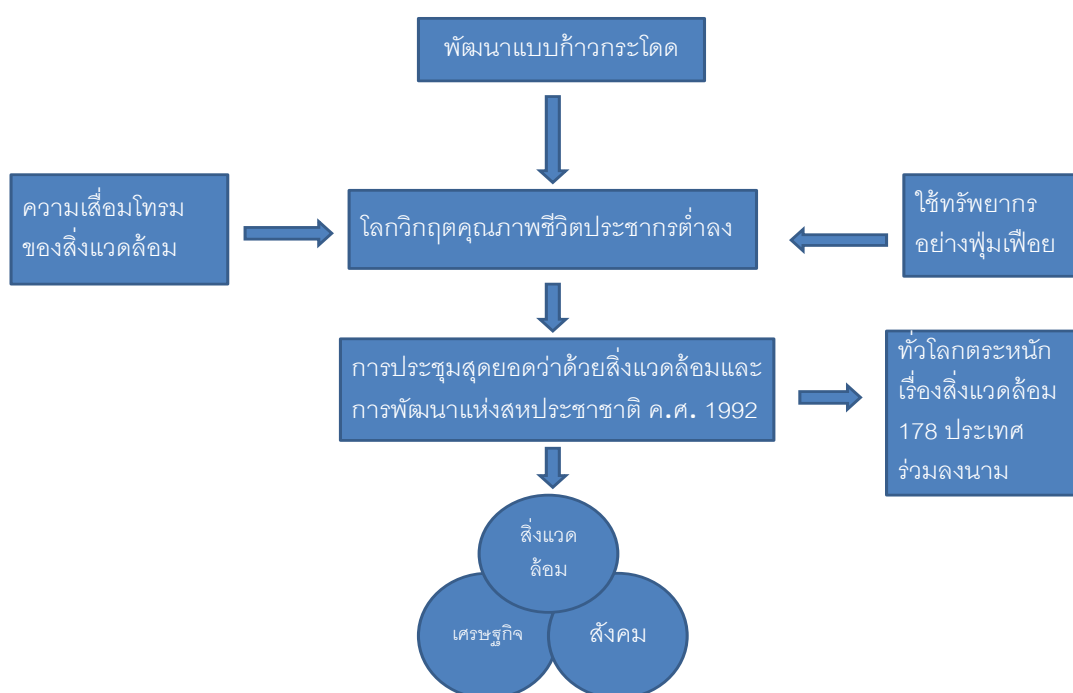 พัฒนาแบบก้าวกระโดด
ความเสื่อมโทรม
ของสิ่งแวดล้อม
โลกวิกฤตคุณภาพชีวิตประชากรต่ำลง
ใช้ทรัพยากร
อย่างฟุ่มเฟือย
การประชุมสุดยอดว่าด้วยสิ่งแวดล้อมและ
การพัฒนาแห่งสหประชาชาติ ค.ศ. 1992
ทั่วโลกตระหนัก
เรื่องสิ่งแวดล้อม
178 ประเทศ
ร่วมลงนาม
สิ่งแวด
ล้อม
เศรษฐกิจ
สังคม